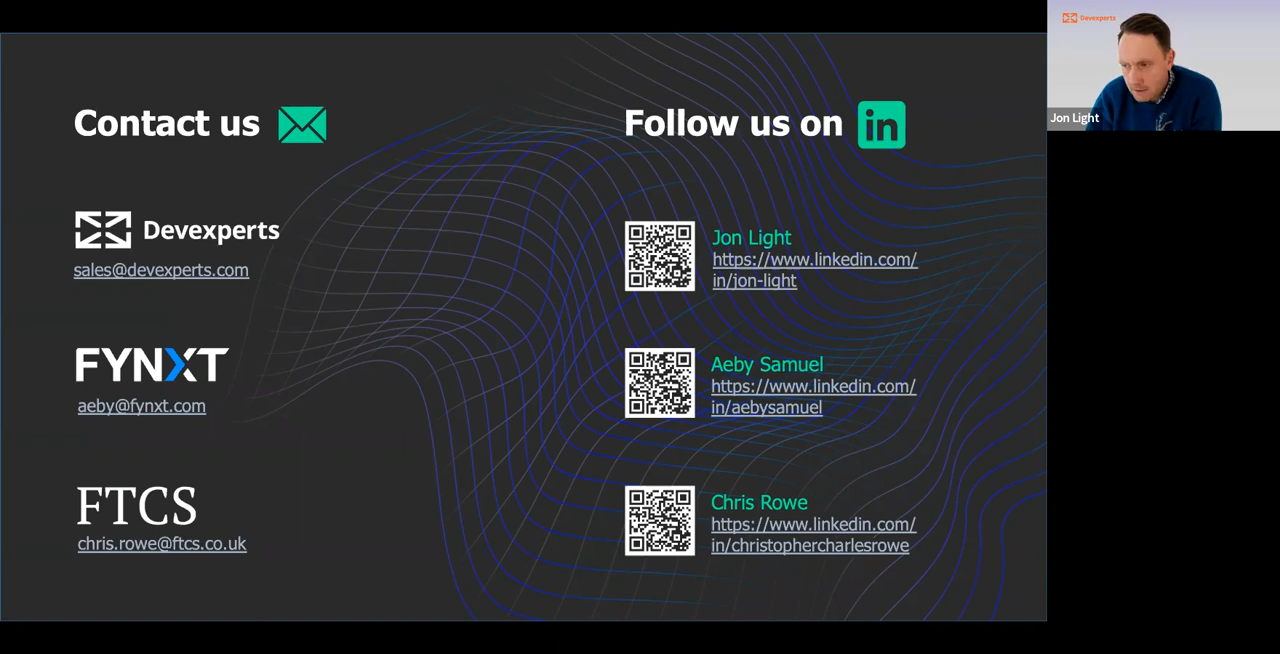 Contact us
Devexperts
sales@devexperts.com
FYNXT
aeby@fynxt.com
FTCS
chris.rowe@ftcs.co.uk
Follow us on in
Jon Light
https://www.linkedin.com/
in/jon-light
Aeby Samuel
https://www.linkedin.com/
in/aebysamuel
Chris Rowe
https://www.linkedin.com/
in/christophercharlesrowe
Devexperts
Jon Light